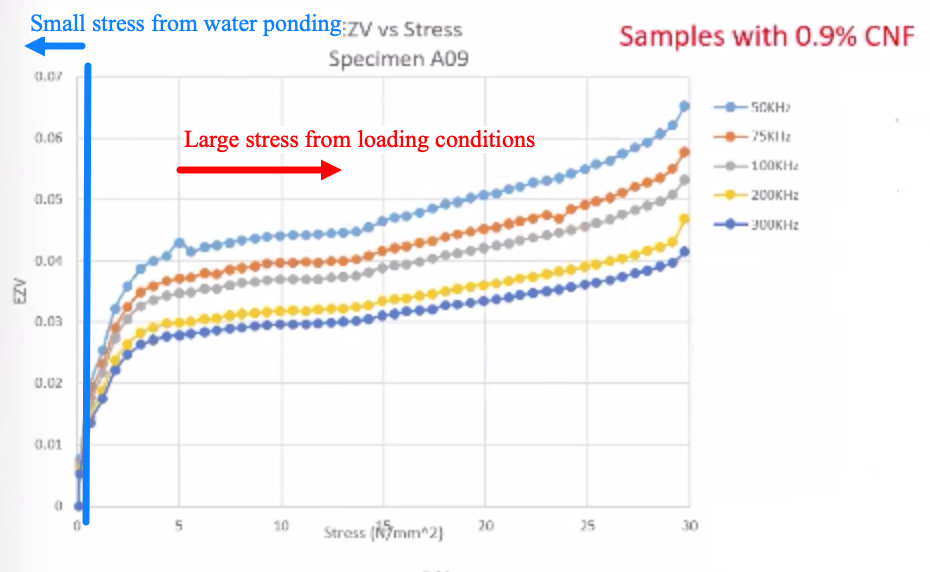 Small stress from water ponding
EZV vs Stress
Samples with 0.9% CNF
Specimen A09
0.07
Large stress from loading conditions
50KHz
0.06
75KHz
100KHz
0.05
200KHz
300KHz
0.04
EZV
0.03
0.02
0.01
0
0 5 10 15 20 25 30
Stress (N/mm^2)